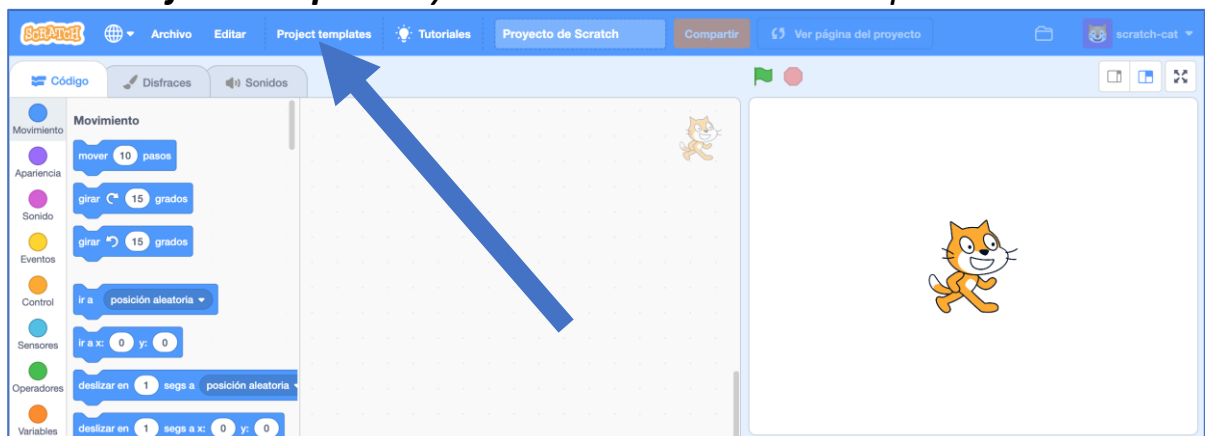 SCRATCH Archivo Editar Project templates Tutoriales Proyecto de Scratch Compartir Ver página del proyecto scratch-cat
Código Disfraces Sonidos
Movimiento
Apariencia
Sonido
Eventos
Control
Sensores
Operadores
Variables
Movimiento
mover 10 pasos
girar 15 grados
girar 15 grados
ir a posición aleatoria
ir a x: 0 y: 0
deslizar en 1 segs a posición aleatoria
deslizar en 1 segs a x: 0 y: 0